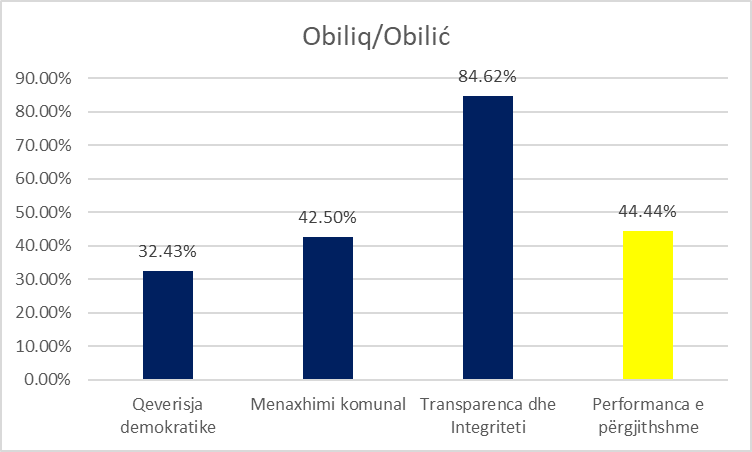 Obiliq/Obilić
90.00%
80.00%
70.00%
60.00%
50.00%
40.00%
30.00%
20.00%
10.00%
0.00%
32.43%
42.50%
84.62%
44.44%
Qeverisja
demokratike
Menaxhimi komunal
Transparenca dhe
Integriteti
Performanca e
përgjithshme